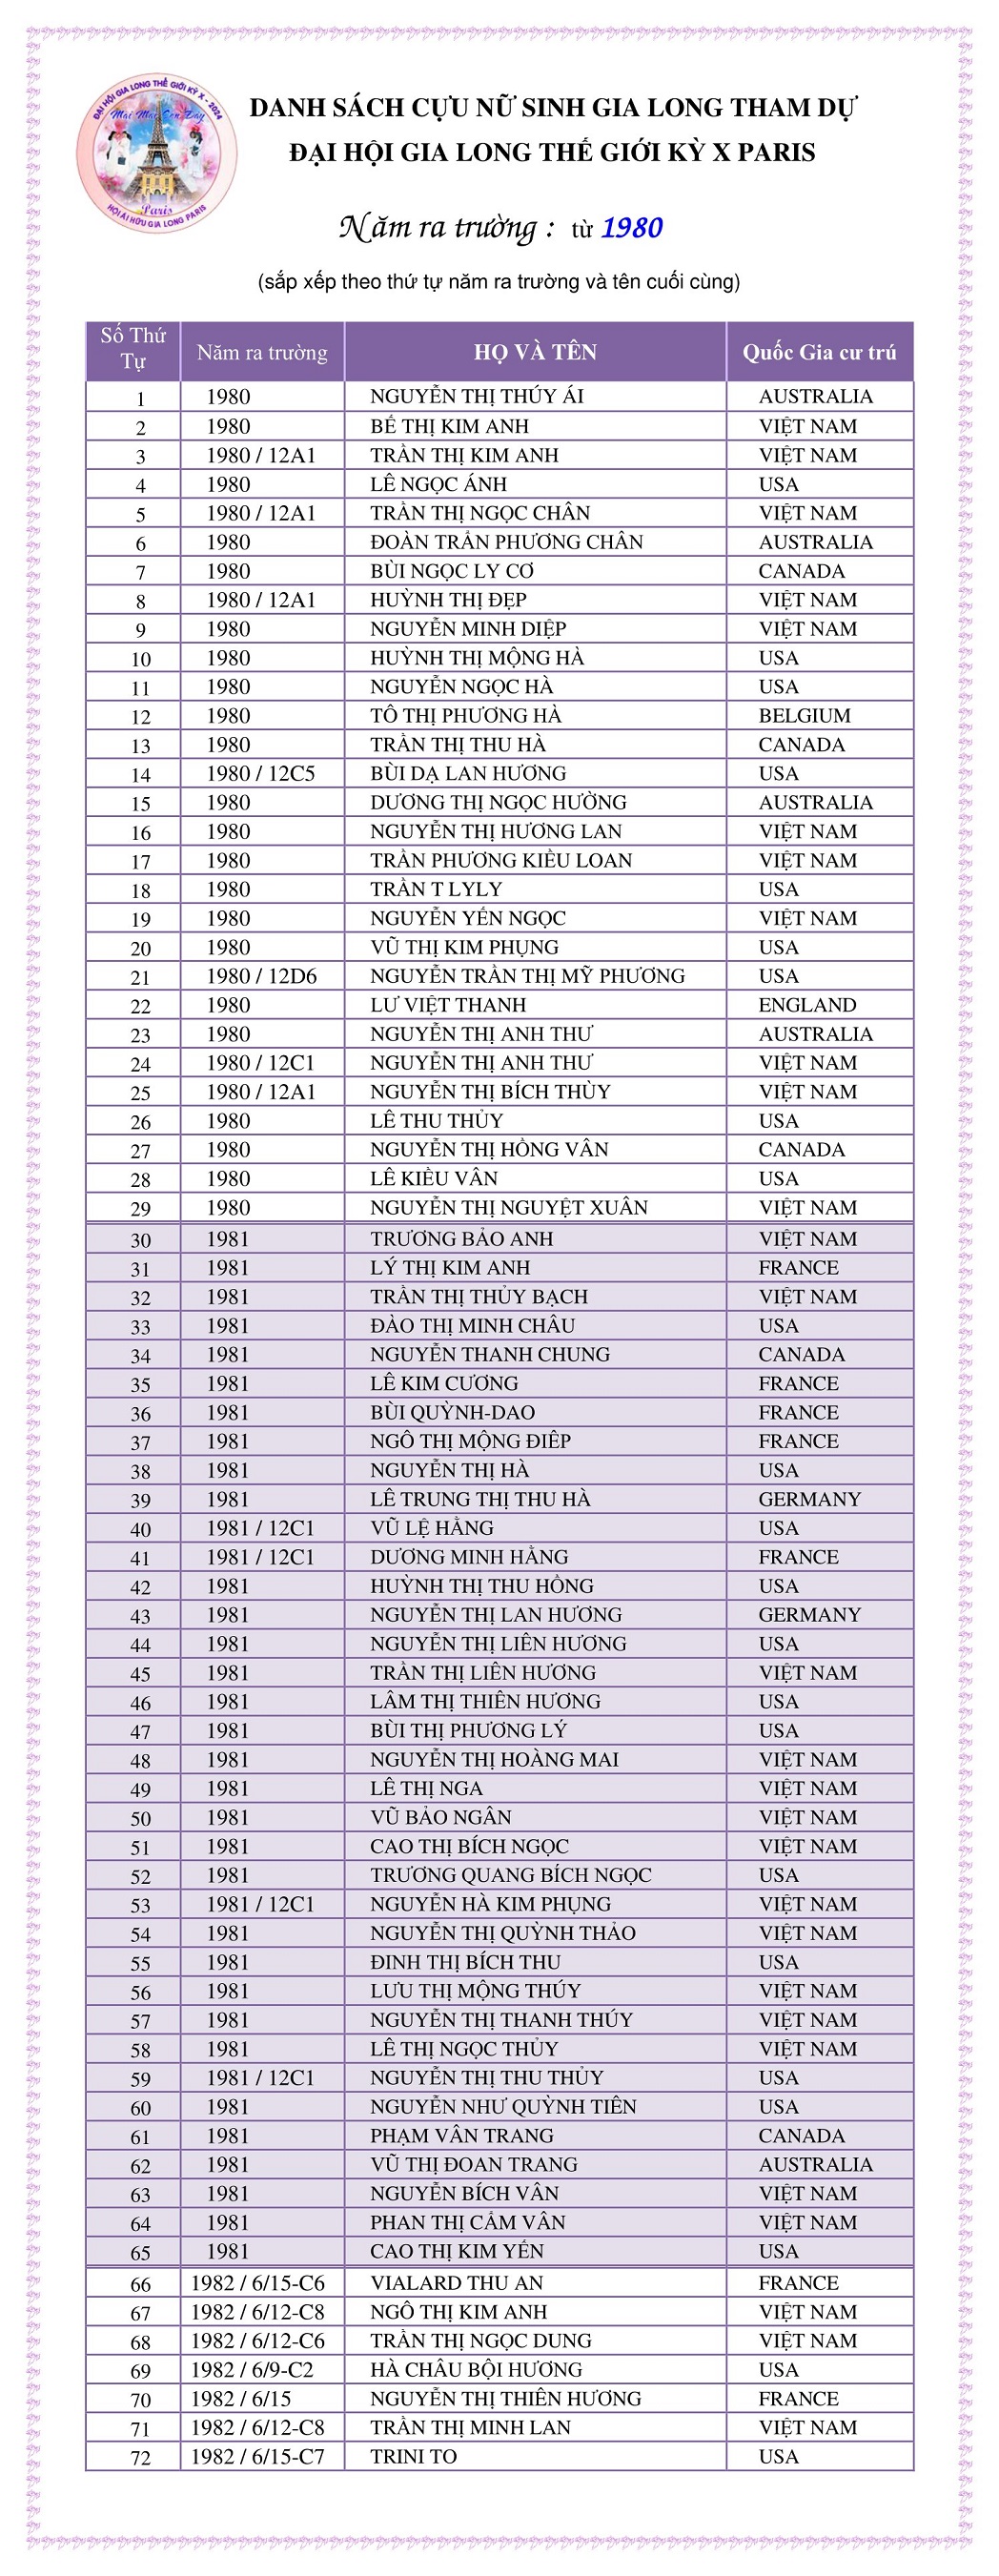 ĐẠI HỘI GIA LONG THẾ GIỚI KỲ X - 2024
Mai Mãi Còn Đây
Paris
HỘI ÁI HỮU GIA LONG PARIS
DANH SÁCH CỰU NỮ SINH GIA LONG THAM DỰ
ĐẠI HỘI GIA LONG THẾ GIỚI KỲ X PARIS
Năm ra trường : từ 1980
(sắp xếp theo thứ tự năm ra trường và tên cuối cùng)
Số Thứ Tự Năm ra trường HỌ VÀ TÊN Quốc Gia cư trú
1 1980 NGUYỄN THỊ THÚY ÁI AUSTRALIA
2 1980 BẾ THỊ KIM ANH VIỆT NAM
3 1980 / 12A1 TRẦN THỊ KIM ANH VIỆT NAM
4 1980 LÊ NGỌC ÁNH USA
5 1980 / 12A1 TRẦN THỊ NGỌC CHÂN VIỆT NAM
6 1980 ĐOÀN TRẦN PHƯƠNG CHÂN AUSTRALIA
7 1980 BÙI NGỌC LY CƠ CANADA
8 1980 / 12A1 HUỲNH THỊ ĐẸP VIỆT NAM
9 1980 NGUYỄN MINH DIỆP VIỆT NAM
10 1980 HUỲNH THỊ MỘNG HÀ USA
11 1980 NGUYỄN NGỌC HÀ USA
12 1980 TÔ THỊ PHƯƠNG HÀ BELGIUM
13 1980 TRẦN THỊ THU HÀ CANADA
14 1980 / 12C5 BÙI DẠ LAN HƯƠNG USA
15 1980 DƯƠNG THỊ NGỌC HƯỜNG AUSTRALIA
16 1980 NGUYỄN THỊ HƯƠNG LAN VIỆT NAM
17 1980 TRẦN PHƯƠNG KIỀU LOAN VIỆT NAM
18 1980 TRẦN T LYLY USA
19 1980 NGUYỄN YẾN NGỌC VIỆT NAM
20 1980 VŨ THỊ KIM PHỤNG USA
21 1980 / 12D6 NGUYỄN TRẦN THỊ MỸ PHƯƠNG USA
22 1980 LƯ VIỆT THANH ENGLAND
23 1980 NGUYỄN THỊ ANH THƯ AUSTRALIA
24 1980 / 12C1 NGUYỄN THỊ ANH THƯ VIỆT NAM
25 1980 / 12A1 NGUYỄN THỊ BÍCH THÙY VIỆT NAM
26 1980 LÊ THU THỦY USA
27 1980 NGUYỄN THỊ HỒNG VÂN CANADA
28 1980 LÊ KIỀU VÂN USA
29 1980 NGUYỄN THỊ NGUYỆT XUÂN VIỆT NAM
30 1981 TRƯƠNG BẢO ANH VIỆT NAM
31 1981 LÝ THỊ KIM ANH FRANCE
32 1981 TRẦN THỊ THỦY BẠCH VIỆT NAM
33 1981 ĐÀO THỊ MINH CHÂU USA
34 1981 NGUYỄN THANH CHUNG CANADA
35 1981 LÊ KIM CƯƠNG FRANCE
36 1981 BÙI QUỲNH-DAO FRANCE
37 1981 NGÔ THỊ MỘNG ĐIÊP FRANCE
38 1981 NGUYỄN THỊ HÀ USA
39 1981 LÊ TRUNG THỊ THU HÀ GERMANY
40 1981 / 12C1 VŨ LỆ HẰNG USA
41 1981 / 12C1 DƯƠNG MINH HẰNG FRANCE
42 1981 HUỲNH THỊ THU HỒNG USA
43 1981 NGUYỄN THỊ LAN HƯƠNG GERMANY
44 1981 NGUYỄN THỊ LIÊN HƯƠNG USA
45 1981 TRẦN THỊ LIÊN HƯƠNG VIỆT NAM
46 1981 LÂM THỊ THIÊN HƯƠNG USA
47 1981 BÙI THỊ PHƯƠNG LÝ USA
48 1981 NGUYỄN THỊ HOÀNG MAI VIỆT NAM
49 1981 LÊ THỊ NGA VIỆT NAM
50 1981 VŨ BẢO NGÂN VIỆT NAM
51 1981 CAO THỊ BÍCH NGỌC VIỆT NAM
52 1981 TRƯƠNG QUANG BÍCH NGỌC USA
53 1981 / 12C1 NGUYỄN HÀ KIM PHỤNG VIỆT NAM
54 1981 NGUYỄN THỊ QUỲNH THẢO VIỆT NAM
55 1981 ĐINH THỊ BÍCH THU USA
56 1981 LƯU THỊ MỘNG THÚY VIỆT NAM
57 1981 NGUYỄN THỊ THANH THÚY VIỆT NAM
58 1981 LÊ THỊ NGỌC THỦY VIỆT NAM
59 1981 / 12C1 NGUYỄN THỊ THU THỦY USA
60 1981 NGUYỄN NHƯ QUỲNH TIÊN USA
61 1981 PHẠM VÂN TRANG CANADA
62 1981 VŨ THỊ ĐOAN TRANG AUSTRALIA
63 1981 NGUYỄN BÍCH VÂN VIỆT NAM
64 1981 PHAN THỊ CẨM VÂN VIỆT NAM
65 1981 CAO THỊ KIM YẾN USA
66 1982 / 6/15-C6 VIALARD THU AN FRANCE
67 1982 / 6/12-C8 NGÔ THỊ KIM ANH VIỆT NAM
68 1982 / 6/12-C6 TRẦN THỊ NGỌC DUNG VIỆT NAM
69 1982 / 6/9-C2 HÀ CHÂU BỘI HƯƠNG USA
70 1982 / 6/15 NGUYỄN THỊ THIÊN HƯƠNG FRANCE
71 1982 / 6/12-C8 TRẦN THỊ MINH LAN VIỆT NAM
72 1982 / 6/15-C7 TRINI TO USA